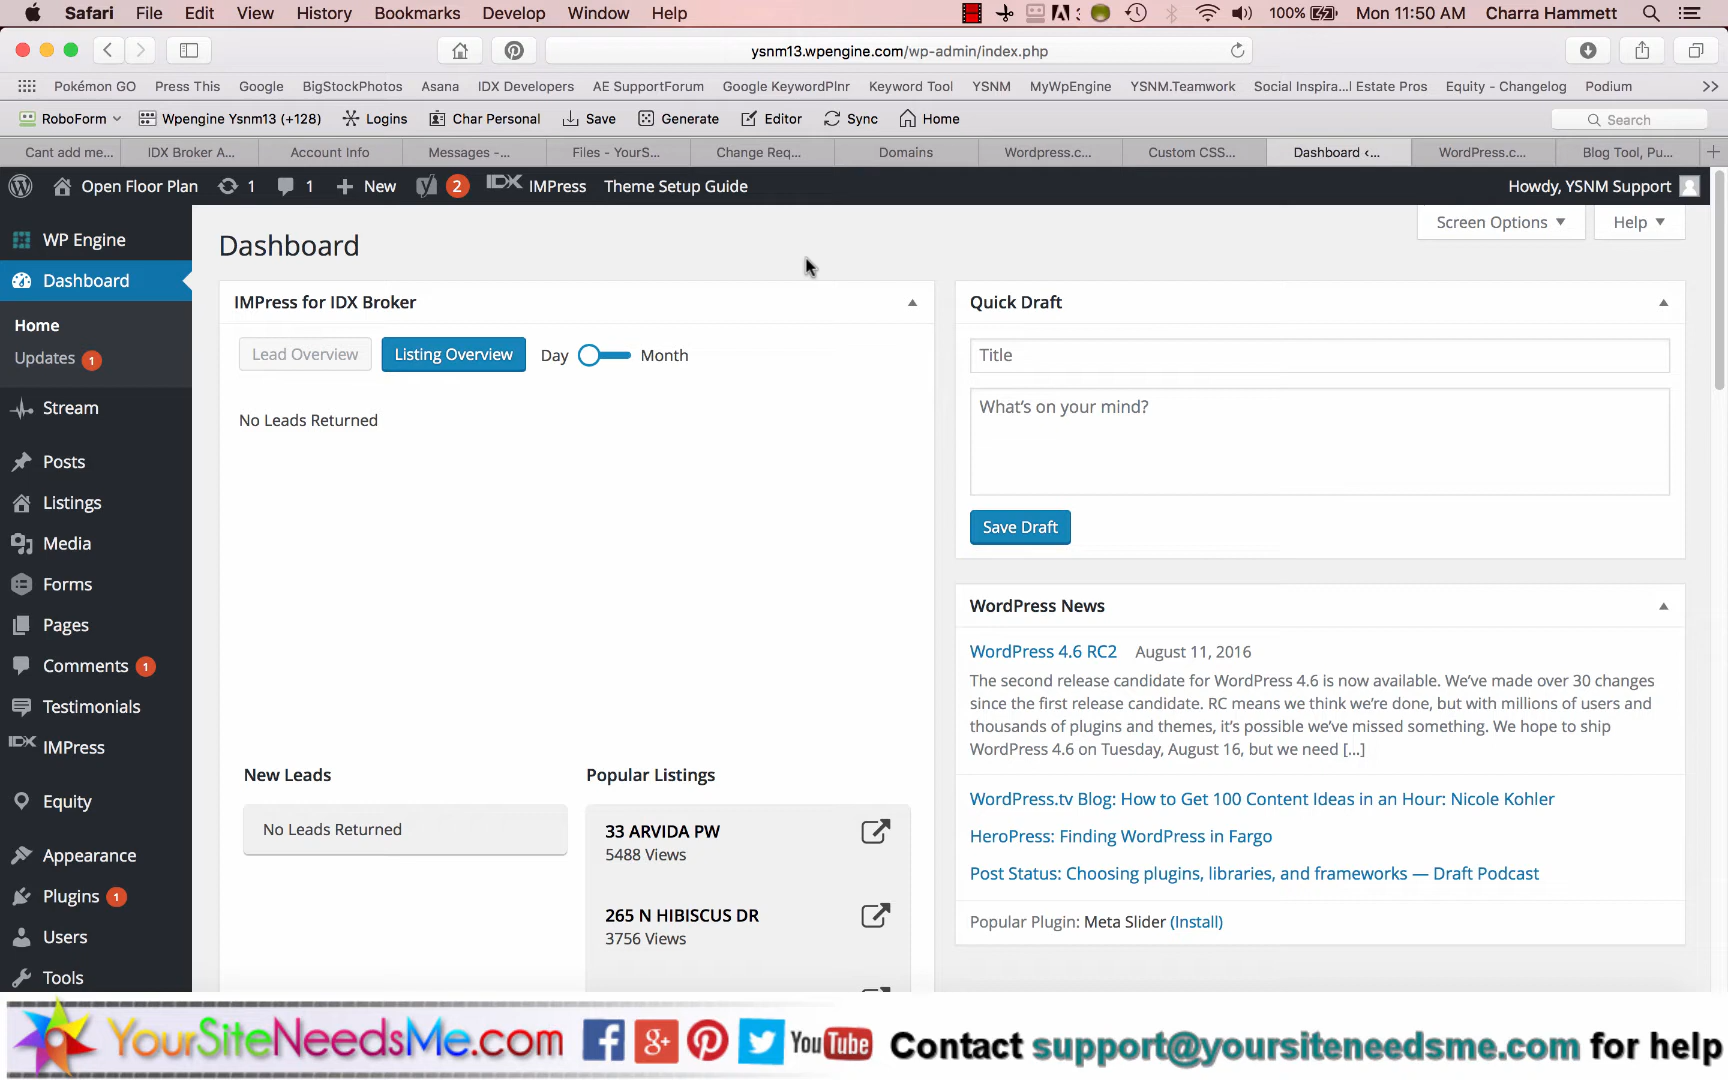 Safari File Edit View History Bookmarks Develop Window Help 100% Mon 11:50 AM Charra Hammett
ysnm13.wpengine.com/wp-admin/index.php
Pokémon GO Press This Google BigStockPhotos Asana IDX Developers AE SupportForum Google KeywordPlnr Keyword Tool YSNM MyWpEngine YSNM.Teamwork Social Inspira...l Estate Pros Equity - Changelog Podium
RoboForm Wpengine Ysnm13 (+128) Logins Char Personal Save Generate Editor Sync Home Search
Cant add me... IDX Broker A... Account Info Messages -... Files - YourS... Change Req... Domains Wordpress.c... Custom CSS... Dashboard ‹... WordPress.c... Blog Tool, Pu...
Open Floor Plan 1 1 New 2 IDX IMPress Theme Setup Guide Howdy, YSNM Support
Screen Options Help
WP Engine
Dashboard
Home
Updates 1
Stream
Posts
Listings
Media
Forms
Pages
Comments 1
Testimonials
IDX IMPress
Equity
Appearance
Plugins 1
Users
Tools
Dashboard
IMPress for IDX Broker
Lead Overview Listing Overview Day Month
No Leads Returned
New Leads
No Leads Returned
Popular Listings
33 ARVIDA PW
5488 Views
265 N HIBISCUS DR
3756 Views
Quick Draft
Title
What's on your mind?
Save Draft
WordPress News
WordPress 4.6 RC2 August 11, 2016
The second release candidate for WordPress 4.6 is now available. We've made over 30 changes
since the first release candidate. RC means we think we're done, but with millions of users and
thousands of plugins and themes, it's possible we've missed something. We hope to ship
WordPress 4.6 on Tuesday, August 16, but we need [...]
WordPress.tv Blog: How to Get 100 Content Ideas in an Hour: Nicole Kohler
HeroPress: Finding WordPress in Fargo
Post Status: Choosing plugins, libraries, and frameworks — Draft Podcast
Popular Plugin: Meta Slider (Install)
YourSiteNeedsMe.com You Tube Contact support@yoursiteneedsme.com for help